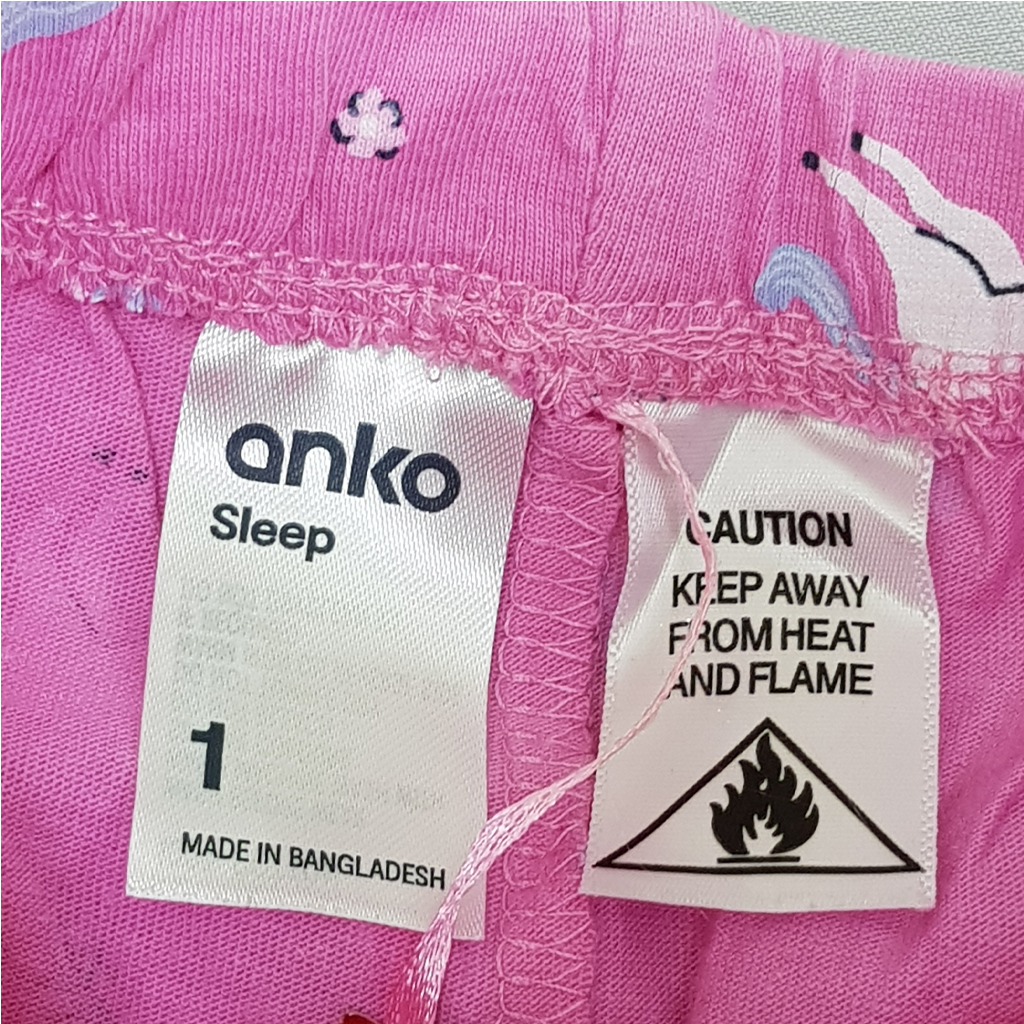 anko
Sleep
1
MADE IN BANGLADESH
CAUTION
KEEP AWAY
FROM HEAT
AND FLAME